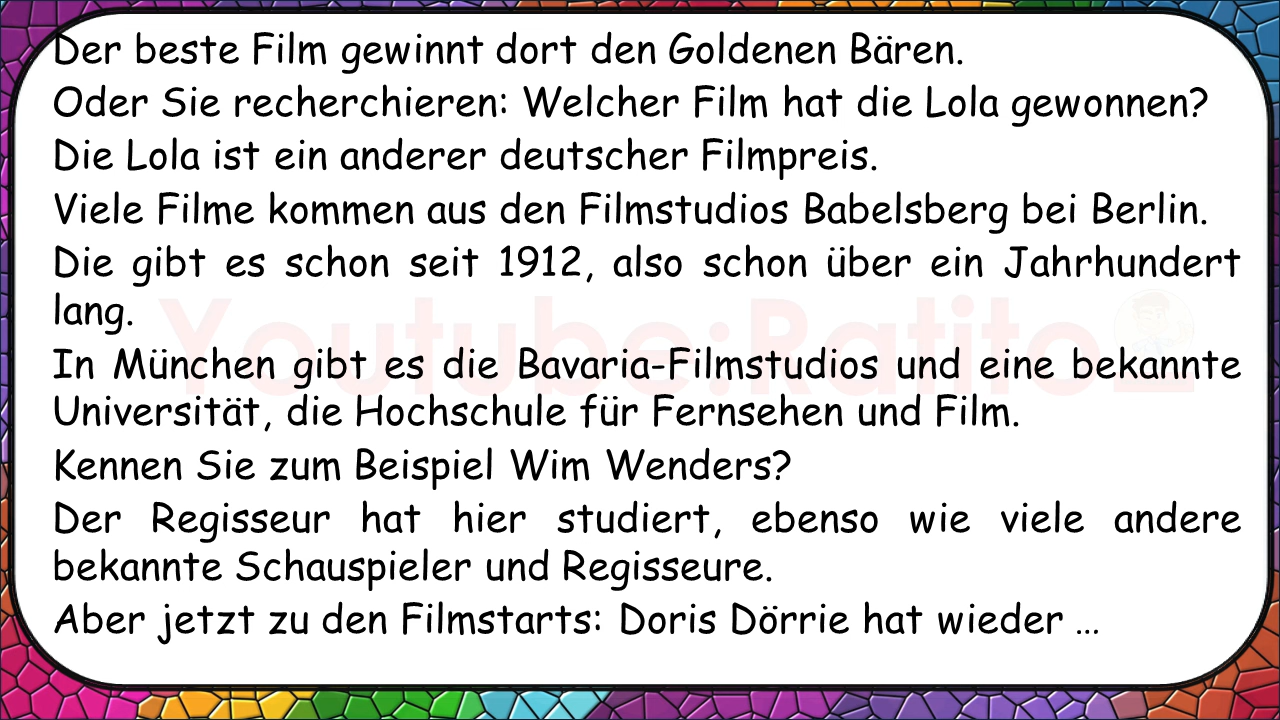 Der beste Film gewinnt dort den Goldenen Bären.
Oder Sie recherchieren: Welcher Film hat die Lola gewonnen?
Die Lola ist ein anderer deutscher Filmpreis.
Viele Filme kommen aus den Filmstudios Babelsberg bei Berlin.
Die gibt es schon seit 1912, also schon über ein Jahrhundert
lang.
Youtube:Ratito
In München gibt es die Bavaria-Filmstudios und eine bekannte
Universität, die Hochschule für Fernsehen und Film.
Kennen Sie zum Beispiel Wim Wenders?
Der Regisseur hat hier studiert, ebenso wie viele andere
bekannte Schauspieler und Regisseure.
Aber jetzt zu den Filmstarts: Doris Dörrie hat wieder …